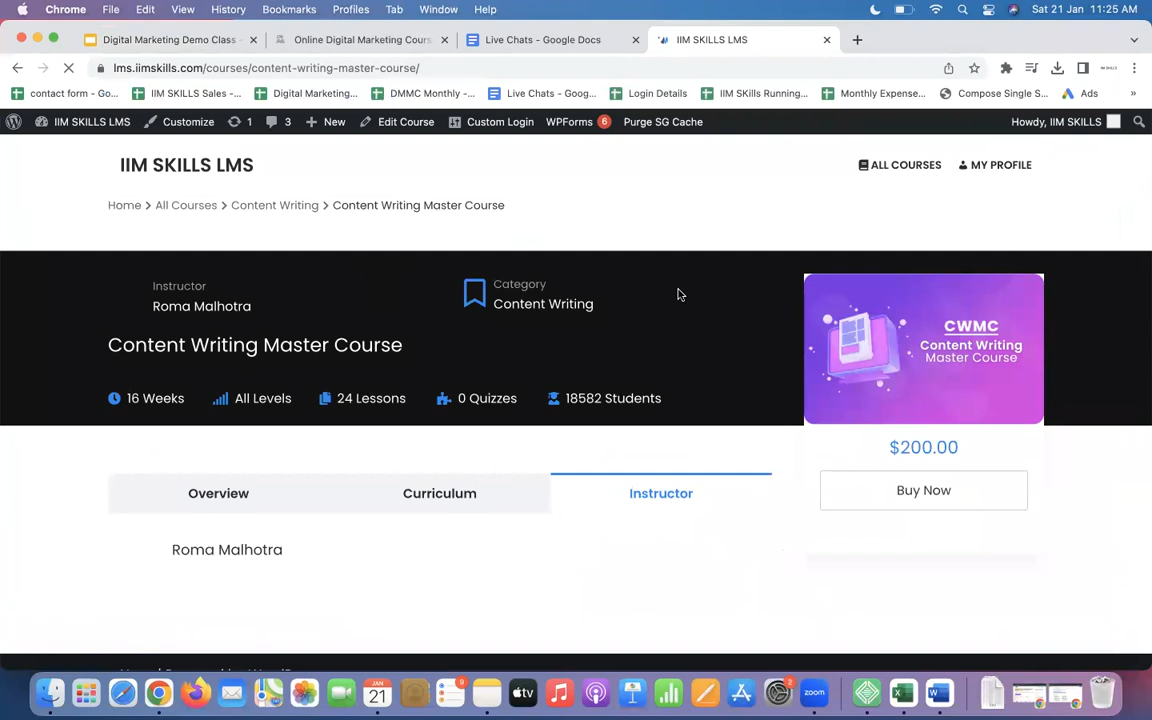 Chrome File Edit View History Bookmarks Profiles Tab Window Help Sat 21 Jan 11:25 AM
Digital Marketing Demo Class - Online Digital Marketing Cours Live Chats - Google Docs IIM SKILLS LMS
lms.iimskills.com/courses/content-writing-master-course/
contact form - Go... IIM SKILLS Sales -... Digital Marketing... DMMC Monthly -... Live Chats - Goog... Login Details IIM SKills Running,... Monthly Expense... Compose Single S... Ads »
IIM SKILLS LMS Customize 1 3 New Edit Course Custom Login WPForms 6 Purge SG Cache Howdy, IIM SKILLS
IIM SKILLS LMS ALL COURSES MY PROFILE
Home > All Courses > Content Writing > Content Writing Master Course
Instructor
Roma Malhotra
Category
Content Writing
Content Writing Master Course
16 Weeks All Levels 24 Lessons 0 Quizzes 18582 Students
CWMC
Content Writing
Master Course
$200.00
Buy Now
Overview Curriculum Instructor
Roma Malhotra
JAN
21
9
tv
2
zoom